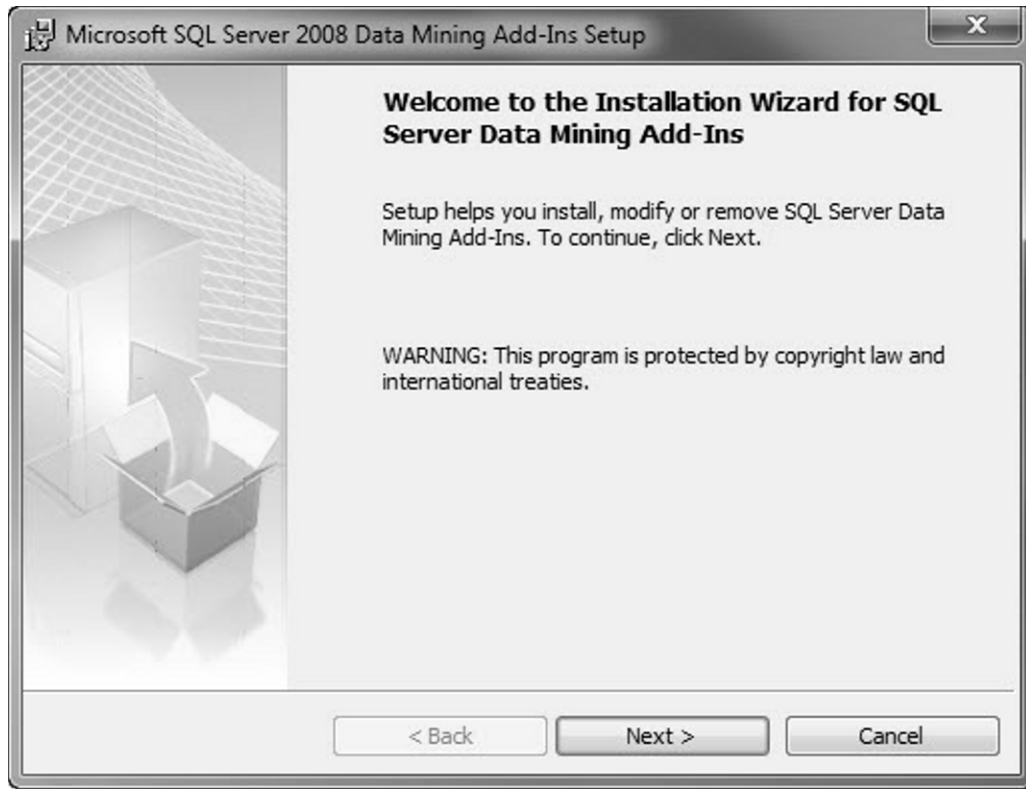 Microsoft SQL Server 2008 Data Mining Add-Ins Setup
Welcome to the Installation Wizard for SQL
Server Data Mining Add-Ins
Setup helps you install, modify or remove SQL Server Data
Mining Add-Ins. To continue, click Next.
WARNING: This program is protected by copyright law and
international treaties.
< Back
Next >
Cancel